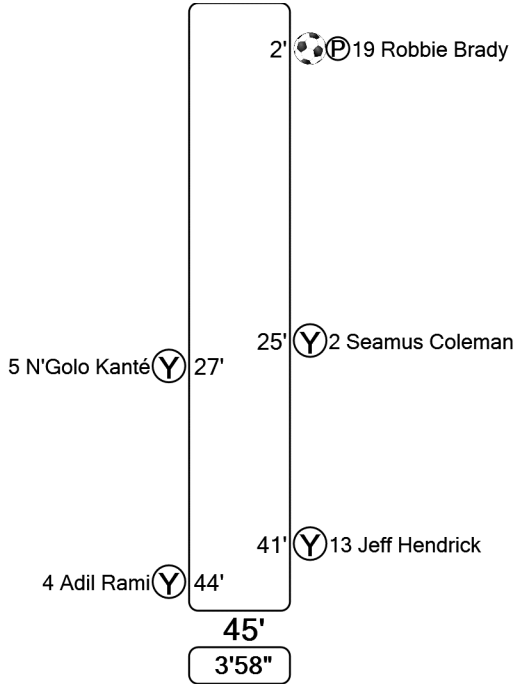 2' P 19 Robbie Brady
25' Y 2 Seamus Coleman
5 N'Golo Kanté Y 27'
41' Y 13 Jeff Hendrick
4 Adil Rami Y 44'
45'
3'58"